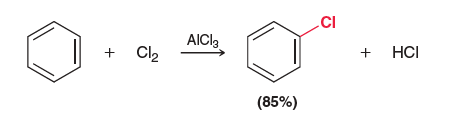 Cl
+ Cl₂ AlCl₃ + HCl
(85%)